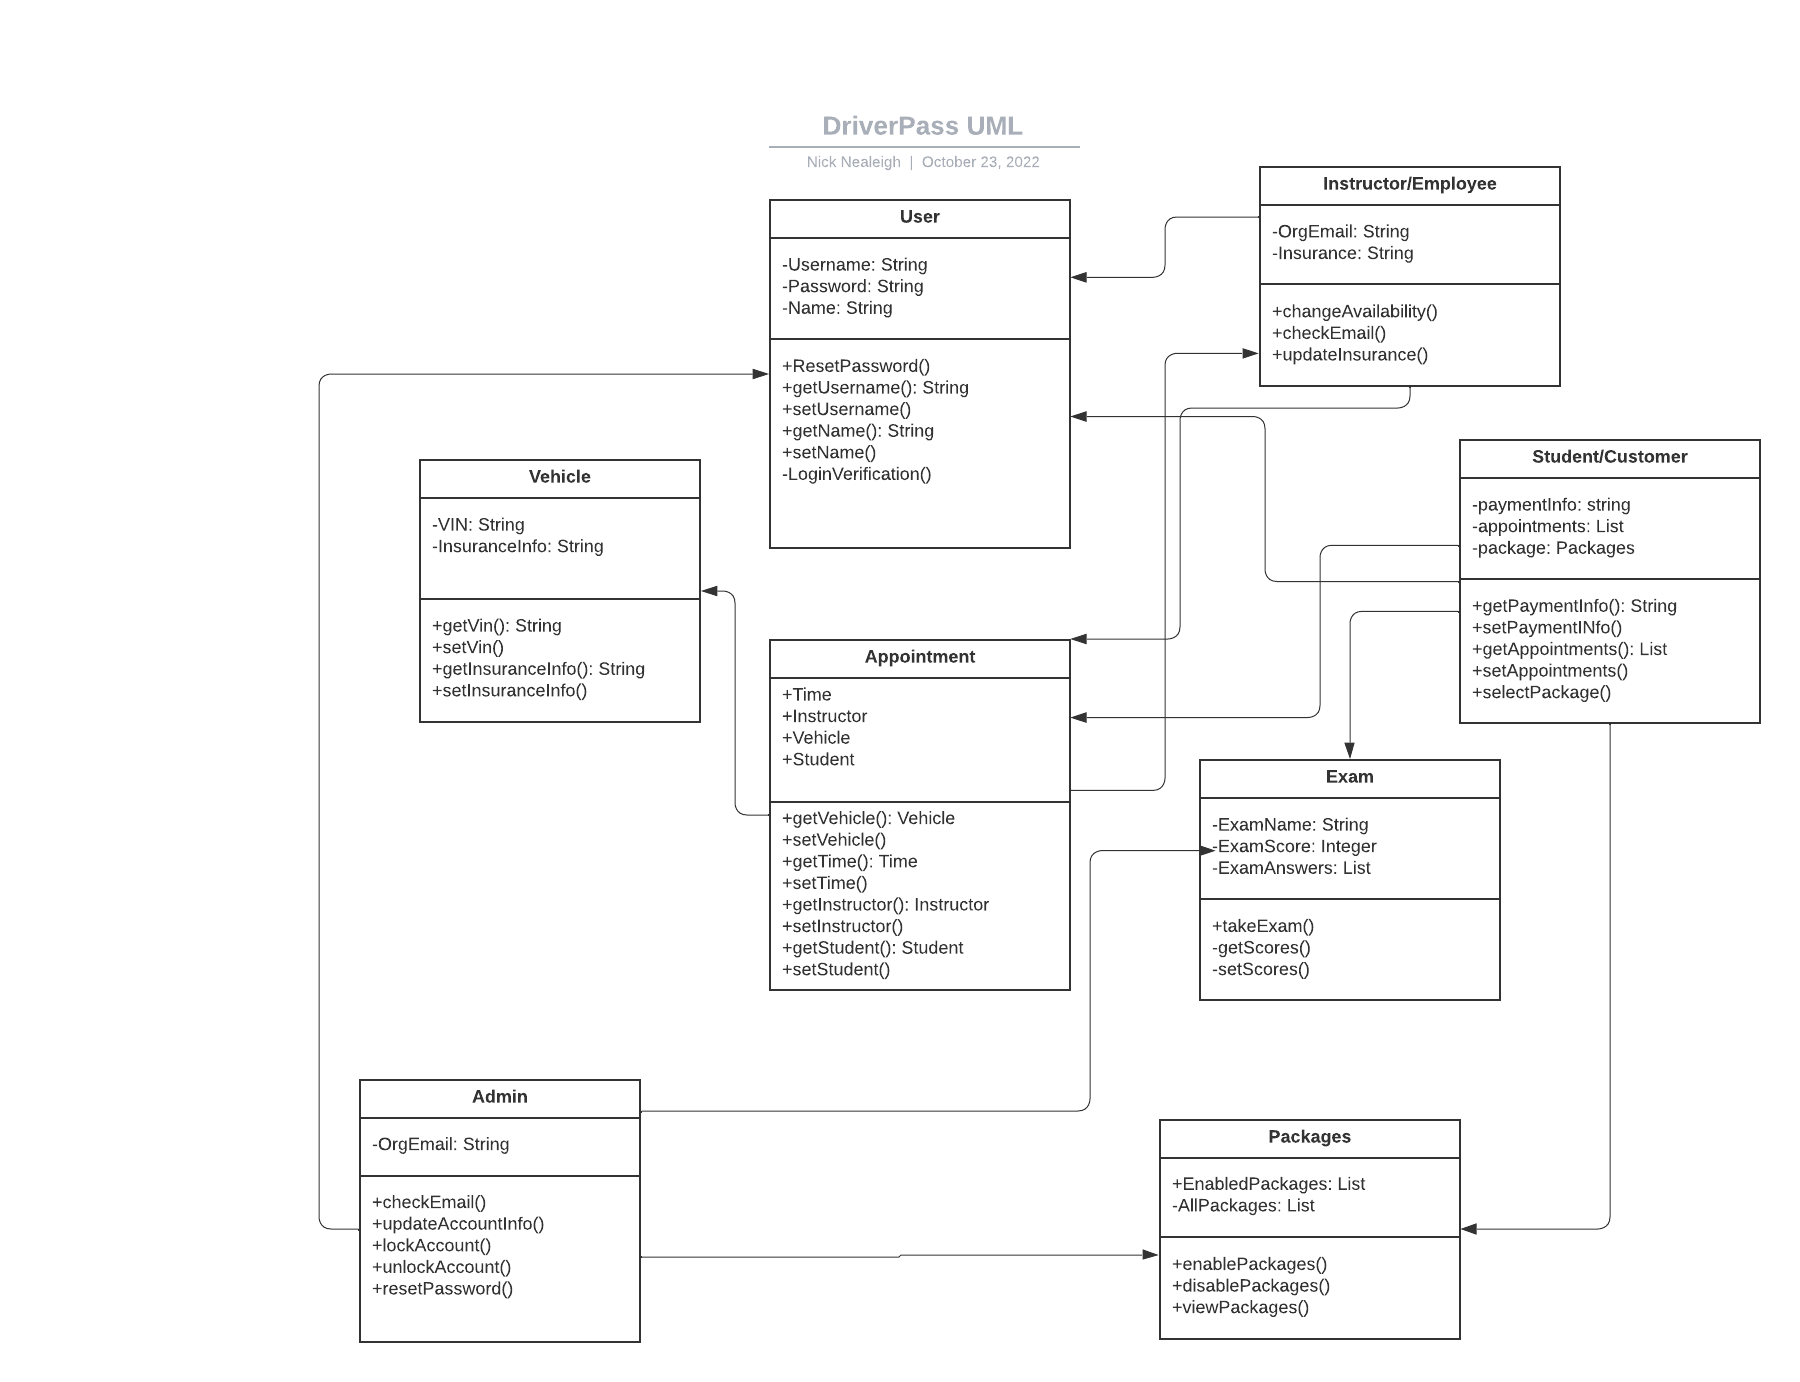 DriverPass UML
Nick Nealeigh | October 23, 2022
User
-Username: String
-Password: String
-Name: String
+ResetPassword()
+getUsername(): String
+setUsername()
+getName(): String
+setName()
-LoginVerification()
Instructor/Employee
-OrgEmail: String
-Insurance: String
+changeAvailability()
+checkEmail()
+updateInsurance()
Vehicle
-VIN: String
-InsuranceInfo: String
+getVin(): String
+setVin()
+getInsuranceInfo(): String
+setInsuranceInfo()
Student/Customer
-paymentInfo: string
-appointments: List
-package: Packages
+getPaymentInfo(): String
+setPaymentINfo()
+getAppointments(): List
+setAppointments()
+selectPackage()
Appointment
+Time
+Instructor
+Vehicle
+Student
+getVehicle(): Vehicle
+setVehicle()
+getTime(): Time
+setTime()
+getInstructor(): Instructor
+setInstructor()
+getStudent(): Student
+setStudent()
Exam
-ExamName: String
-ExamScore: Integer
-ExamAnswers: List
+takeExam()
-getScores()
-setScores()
Admin
-OrgEmail: String
+checkEmail()
+updateAccountInfo()
+lockAccount()
+unlockAccount()
+resetPassword()
Packages
+EnabledPackages: List
-AllPackages: List
+enablePackages()
+disablePackages()
+viewPackages()